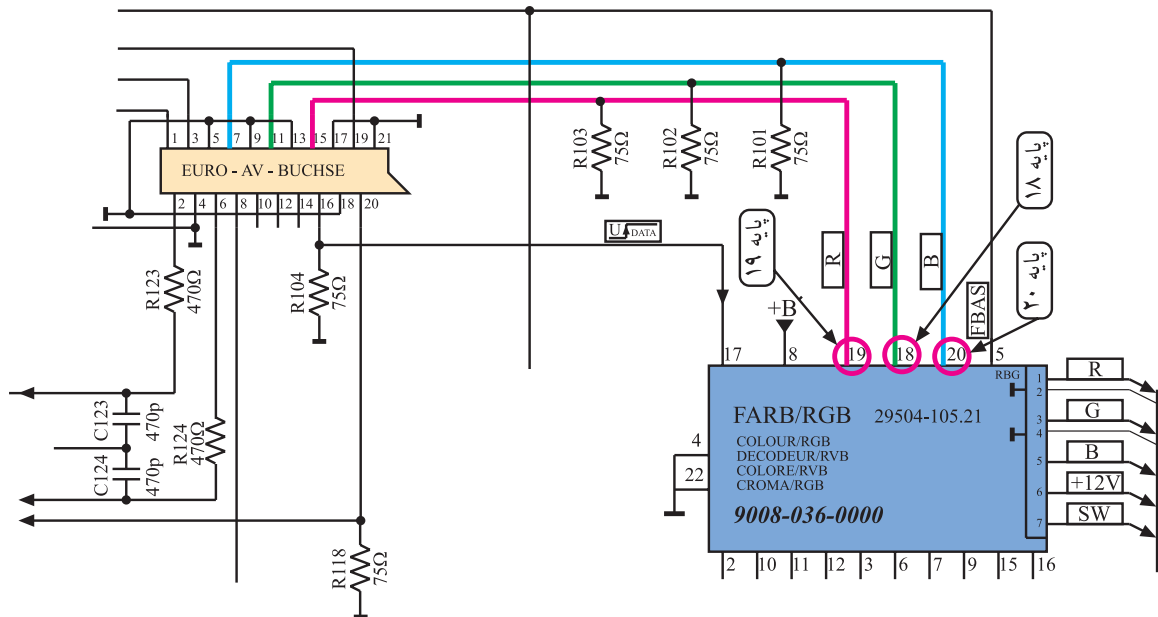 1 3 5 7 9 11 13 15 17 19 21
EURO - AV - BUCHSE
2 4 6 8 10 12 14 16 18 20
R103
75Ω
R102
75Ω
R101
75Ω
R123
470Ω
R104
75Ω
U DATA
پایه ۱۹
R
G
B
پایه ۱۸
پایه ۲۰
FBAS
+B
17 8 19 18 20 5
C123
470p
C124
470p
R124
470Ω
R118
75Ω
RBG
FARB/RGB 29504-105.21
COLOUR/RGB
DECODEUR/RVB
COLORE/RVB
CROMA/RGB
9008-036-0000
4
22
1
2
3
4
5
6
7
R
G
B
+12V
SW
2 10 11 12 3 6 7 9 15 16